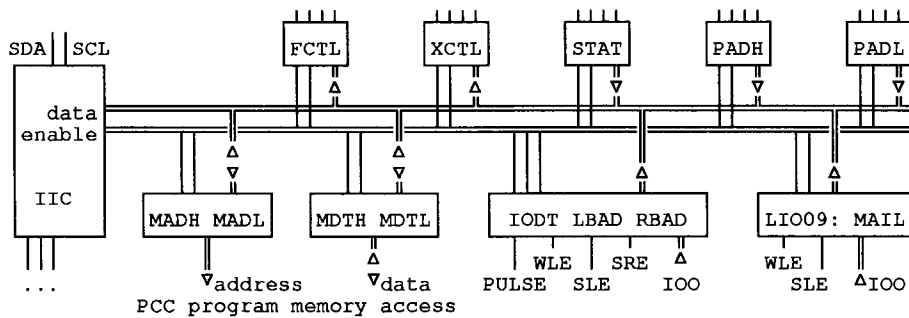 SDA SCL FCTL XCTL STAT PADH PADL
data
enable
IIC
MADH MADL MDTH MDTL IODT LBAD RBAD LIO09: MAIL
... address data PULSE WLE SLE SRE IOO WLE SLE IOO
PCC program memory access